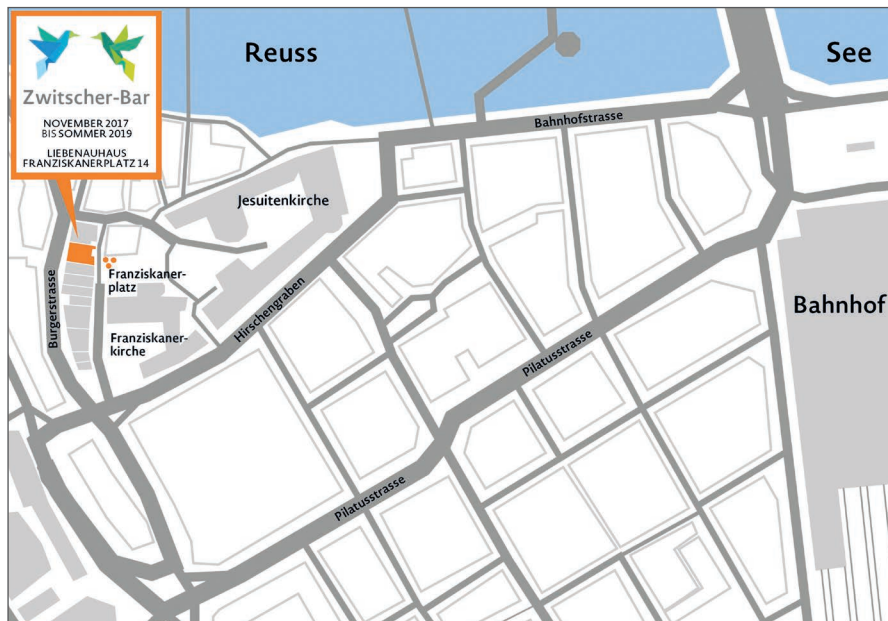 Reuss
See
Zwitscher-Bar
NOVEMBER 2017
BIS SOMMER 2019
LIEBENAUHAUS
FRANZISKANERPLATZ 14
Bahnhofstrasse
Jesuitenkirche
Franziskaner-
platz
Burgerstrasse
Hirschengraben
Bahnhof
Franziskaner-
kirche
Pilatusstrasse
Pilatusstrasse